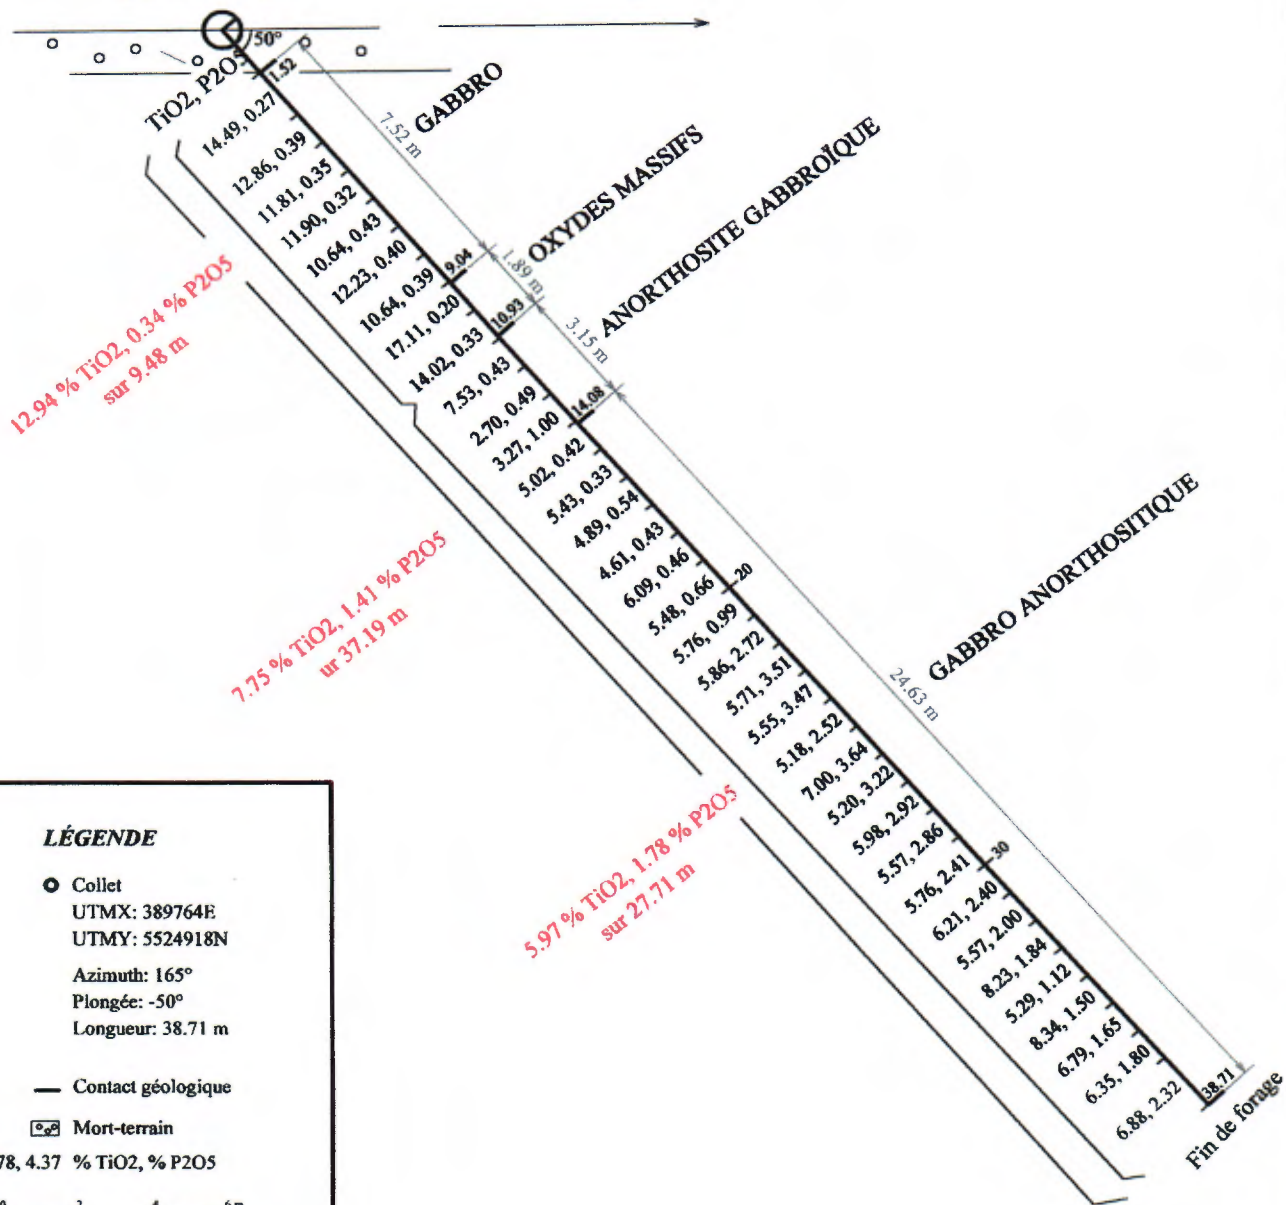 50°
TiO2, P2O5
1.52
7.52 m
GABBRO
14.49, 0.27
12.86, 0.39
11.81, 0.35
11.90, 0.32
10.64, 0.43
12.23, 0.40
10.64, 0.39
9.04
1.89 m
OXYDES MASSIFS
17.11, 0.20
14.02, 0.33
10.93
3.15 m
ANORTHOSITE GABBROÏQUE
7.53, 0.43
2.70, 0.49
3.27, 1.00
14.08
12.94 % TiO2, 0.34 % P2O5
sur 9.48 m
5.02, 0.42
5.43, 0.33
4.89, 0.54
4.61, 0.43
6.09, 0.46
5.48, 0.66
20
24.63 m
GABBRO ANORTHOSITIQUE
5.76, 0.99
5.86, 2.72
5.71, 3.51
5.55, 3.47
5.18, 2.52
7.00, 3.64
5.20, 3.22
5.98, 2.92
5.57, 2.86
5.76, 2.41
30
7.75 % TiO2, 1.41 % P2O5
ur 37.19 m
6.21, 2.40
5.57, 2.00
8.23, 1.84
5.29, 1.12
8.34, 1.50
6.79, 1.65
6.35, 1.80
6.88, 2.32
38.71
Fin de forage
5.97 % TiO2, 1.78 % P2O5
sur 27.71 m
LÉGENDE
Collet
UTMX: 389764E
UTMY: 5524918N
Azimuth: 165°
Plongée: -50°
Longueur: 38.71 m
Contact géologique
Mort-terrain
78, 4.37 % TiO2, % P2O5